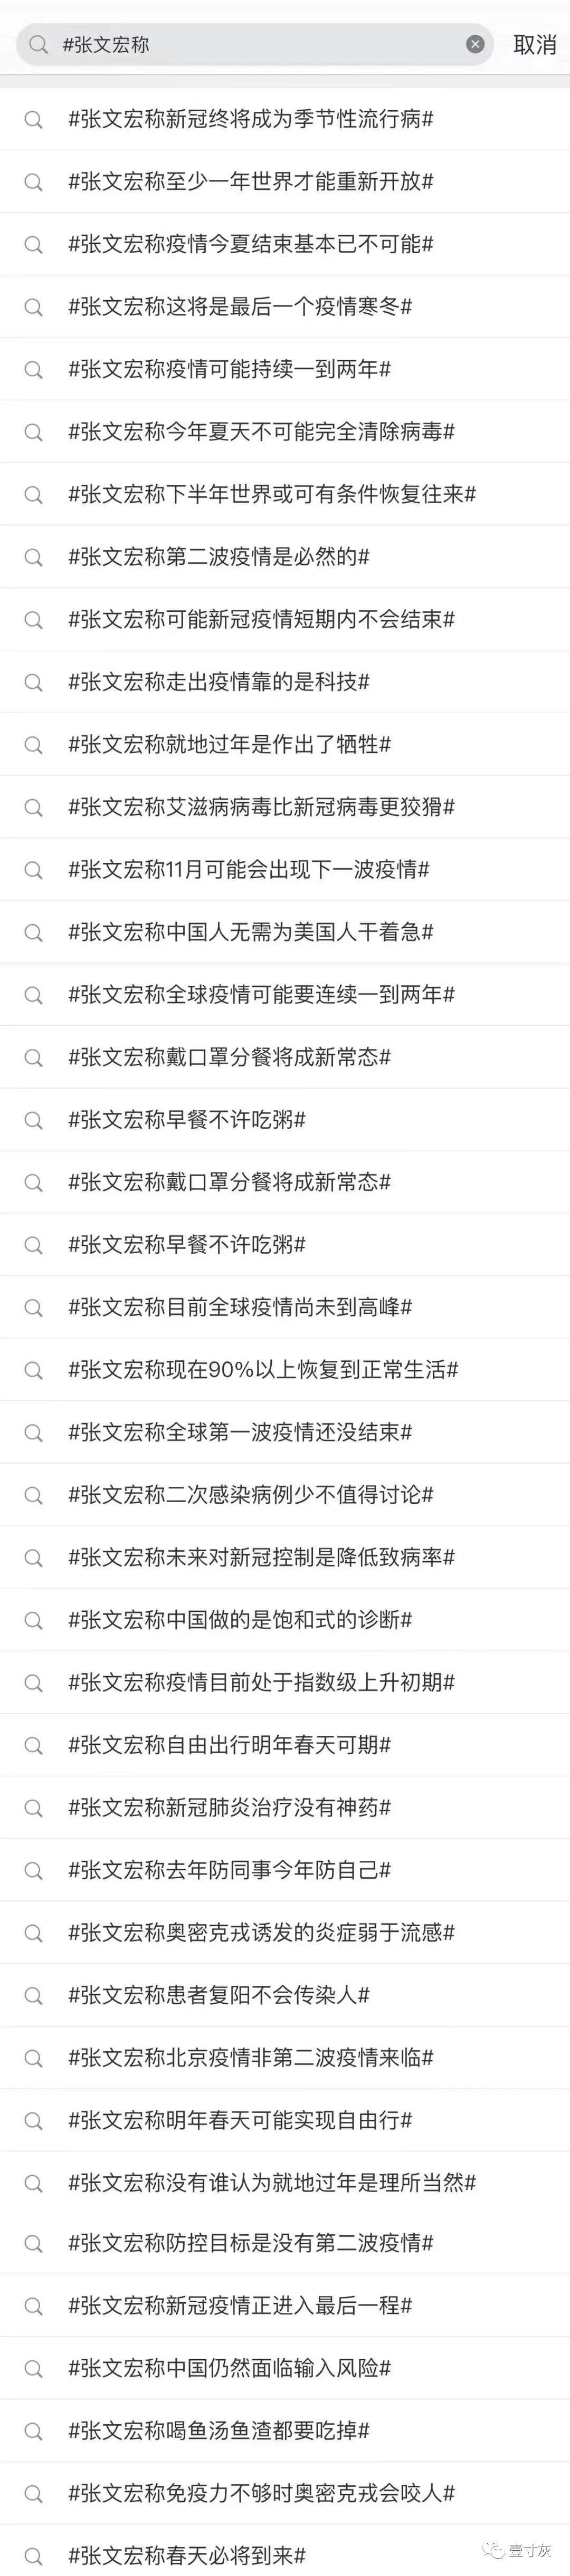 #张文宏称
取消
#张文宏称新冠终将成为季节性流行病#
#张文宏称至少一年世界才能重新开放#
#张文宏称疫情今夏结束基本已不可能#
#张文宏称这将是最后一个疫情寒冬#
#张文宏称疫情可能持续一到两年#
#张文宏称今年夏天不可能完全清除病毒#
#张文宏称下半年世界或可有条件恢复往来#
#张文宏称第二波疫情是必然的#
#张文宏称可能新冠疫情短期内不会结束#
#张文宏称走出疫情靠的是科技#
#张文宏称就地过年是作出了牺牲#
#张文宏称艾滋病病毒比新冠病毒更狡猾#
#张文宏称11月可能会出现下一波疫情#
#张文宏称中国人无需为美国人干着急#
#张文宏称全球疫情可能要连续一到两年#
#张文宏称戴口罩分餐将成新常态#
#张文宏称早餐不许吃粥#
#张文宏称戴口罩分餐将成新常态#
#张文宏称早餐不许吃粥#
#张文宏称目前全球疫情尚未到高峰#
#张文宏称现在90%以上恢复到正常生活#
#张文宏称全球第一波疫情还没结束#
#张文宏称二次感染病例少不值得讨论#
#张文宏称未来对新冠控制是降低致病率#
#张文宏称中国做的是饱和式的诊断#
#张文宏称疫情目前处于指数级上升初期#
#张文宏称自由出行明年春天可期#
#张文宏称新冠肺炎治疗没有神药#
#张文宏称去年防同事今年防自己#
#张文宏称奥密克戎诱发的炎症弱于流感#
#张文宏称患者复阳不会传染人#
#张文宏称北京疫情非第二波疫情来临#
#张文宏称明年春天可能实现自由行#
#张文宏称没有谁认为就地过年是理所当然#
#张文宏称防控目标是没有第二波疫情#
#张文宏称新冠疫情正进入最后一程#
#张文宏称中国仍然面临输入风险#
#张文宏称喝鱼汤鱼渣都要吃掉#
#张文宏称免疫力不够时奥密克戎会咬人#
#张文宏称春天必将到来#
壹寸灰